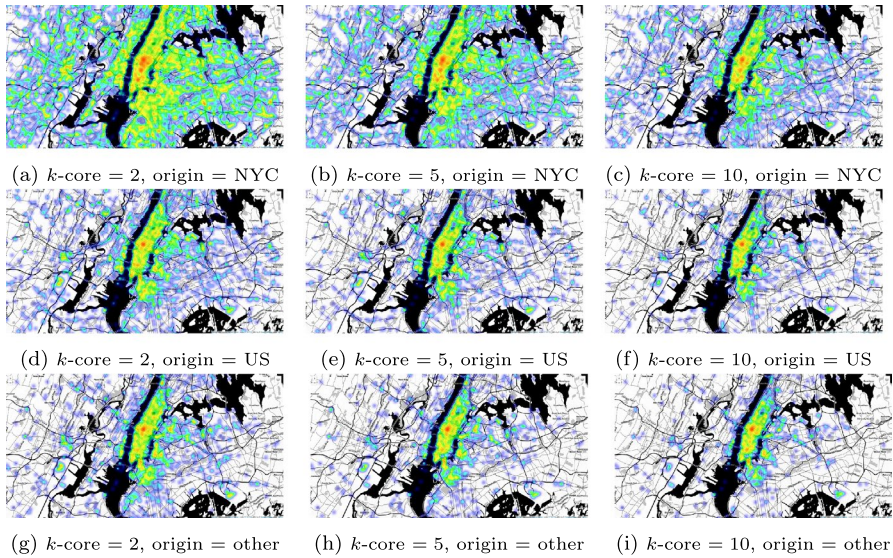 (a) k-core = 2, origin = NYC
(b) k-core = 5, origin = NYC
(c) k-core = 10, origin = NYC
(d) k-core = 2, origin = US
(e) k-core = 5, origin = US
(f) k-core = 10, origin = US
(g) k-core = 2, origin = other
(h) k-core = 5, origin = other
(i) k-core = 10, origin = other